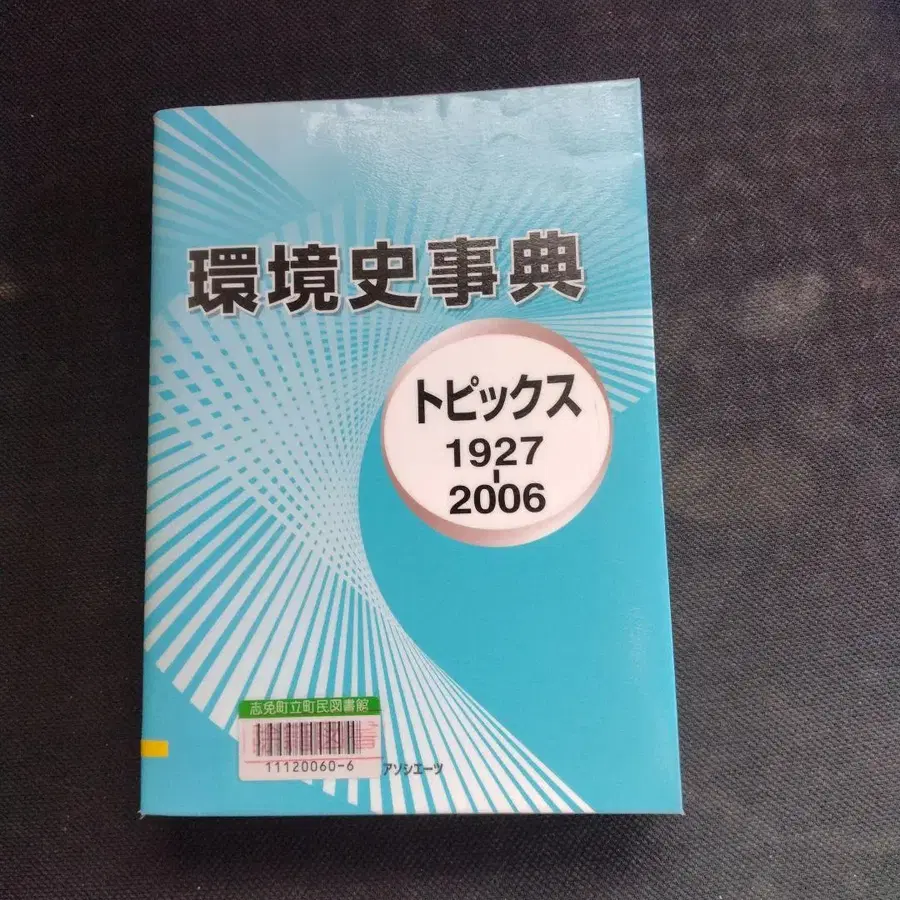 環境史事典
トピックス
1927
-
2006
志免町立町民図書館
11120060-6
アソシエーツ